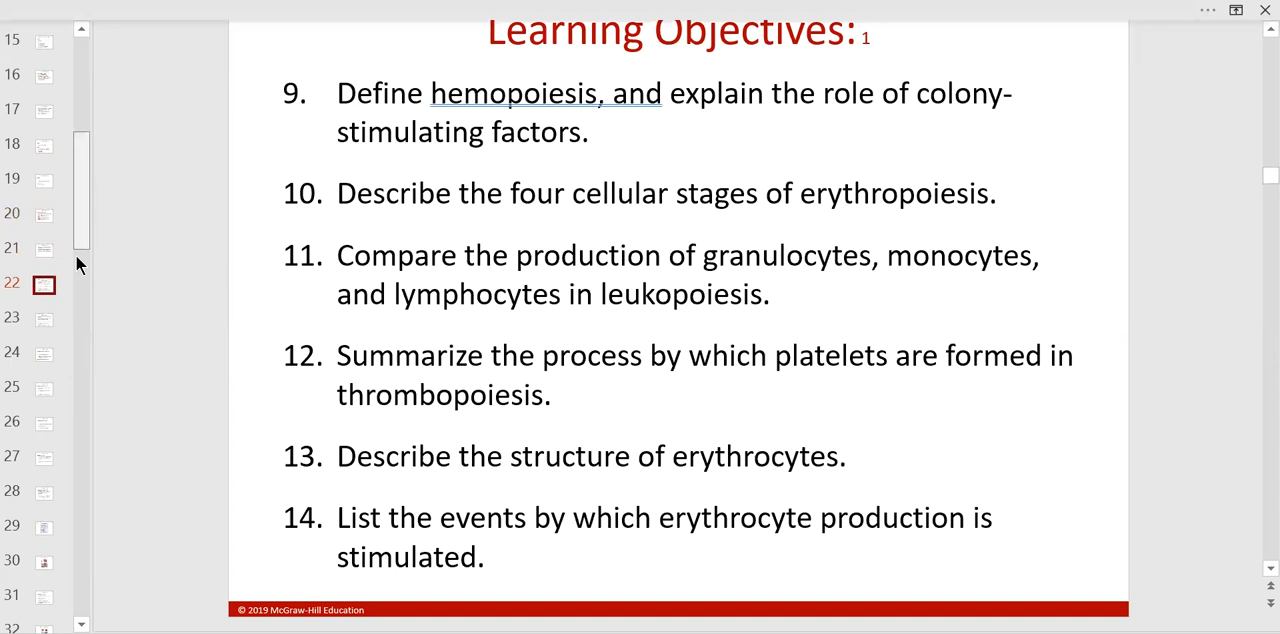 Learning Objectives: 1
9. Define hemopoiesis, and explain the role of colony-
stimulating factors.
10. Describe the four cellular stages of erythropoiesis.
11. Compare the production of granulocytes, monocytes,
and lymphocytes in leukopoiesis.
12. Summarize the process by which platelets are formed in
thrombopoiesis.
13. Describe the structure of erythrocytes.
14. List the events by which erythrocyte production is
stimulated.
© 2019 McGraw-Hill Education
15
16
17
18
19
20
21
22
23
24
25
26
27
28
29
30
31
32